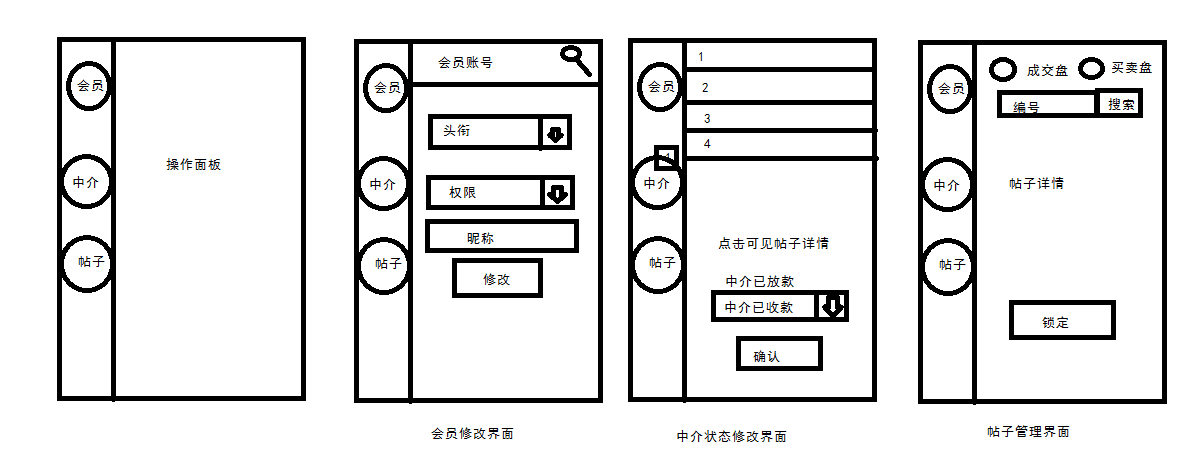 会员
中介
帖子
操作面板
会员账号
会员
头衔
中介
权限
昵称
帖子
修改
会员修改界面
1
会员
2
3
4
1
中介
点击可见帖子详情
帖子
中介已放款
中介已收款
确认
中介状态修改界面
成交盘
买卖盘
会员
编号
搜索
中介
帖子详情
帖子
锁定
帖子管理界面